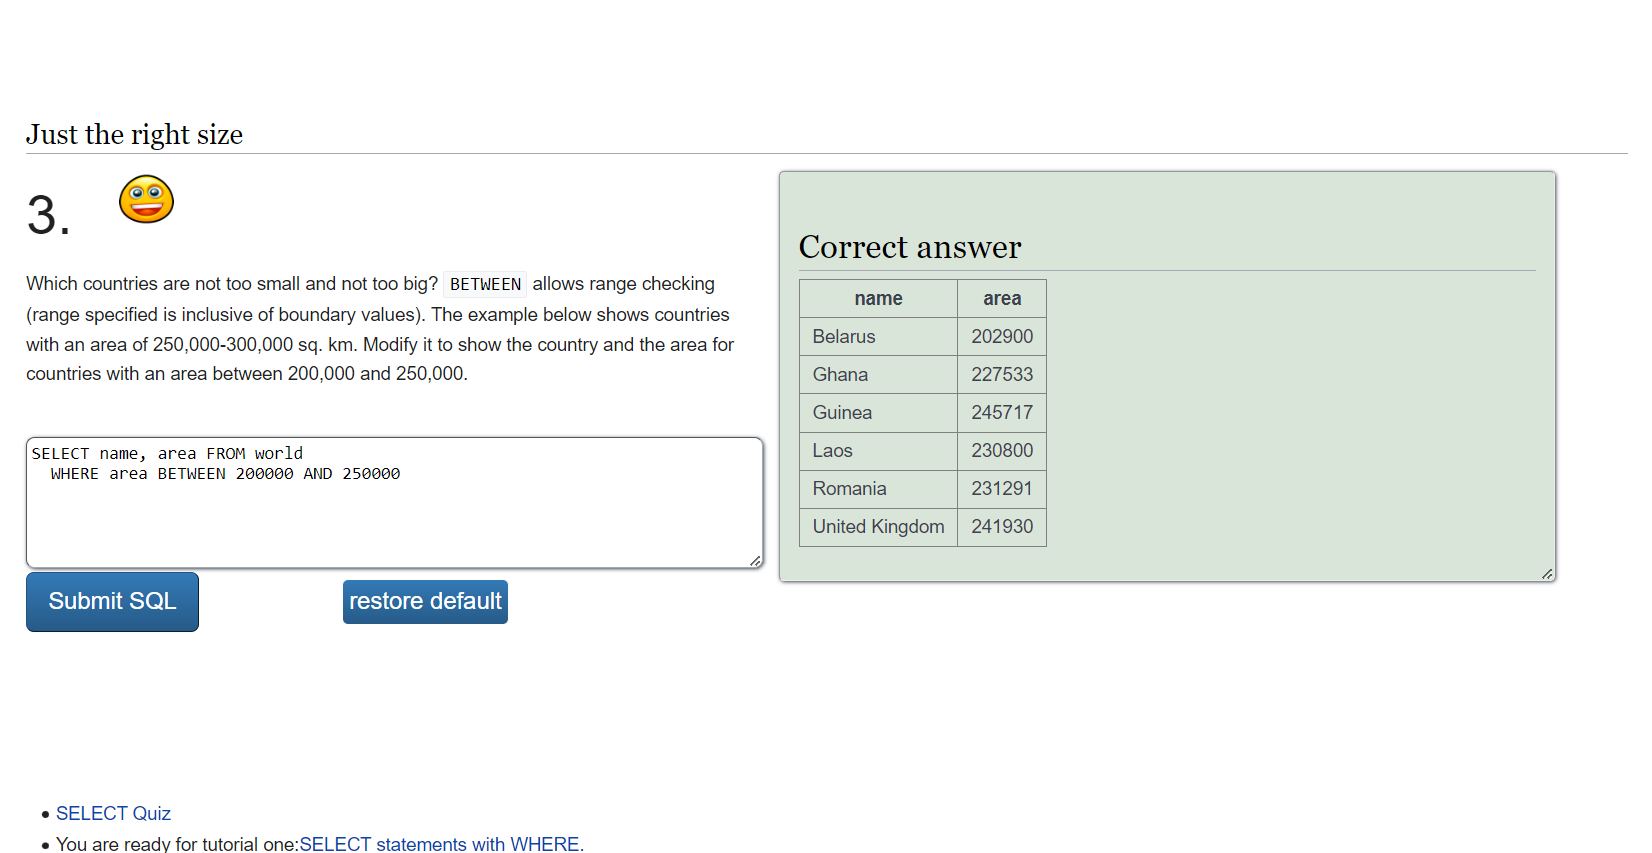 Just the right size
3.
Which countries are not too small and not too big? BETWEEN allows range checking
(range specified is inclusive of boundary values). The example below shows countries
with an area of 250,000-300,000 sq. km. Modify it to show the country and the area for
countries with an area between 200,000 and 250,000.
SELECT name, area FROM world
WHERE area BETWEEN 200000 AND 250000
Submit SQL
restore default
Correct answer
name area
Belarus 202900
Ghana 227533
Guinea 245717
Laos 230800
Romania 231291
United Kingdom 241930
• SELECT Quiz
• You are ready for tutorial one:SELECT statements with WHERE.